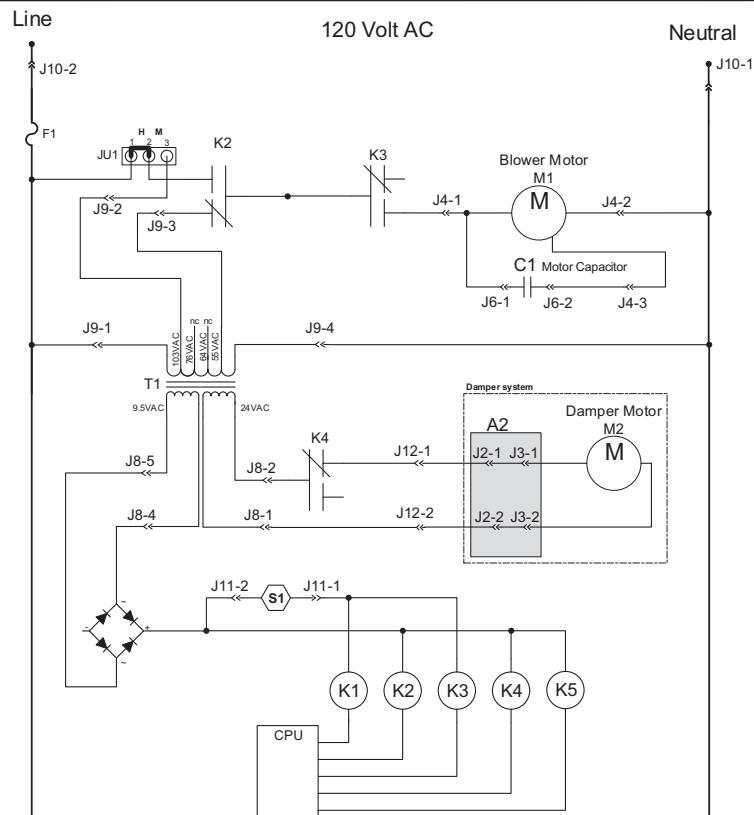 Line
120 Volt AC
Neutral
J10-2
J10-1
F1
H M
1 2 3
JU1
K2
K3
Blower Motor
M1
M
J9-2
J9-3
J4-1
J4-2
C1 Motor Capacitor
J6-1
J6-2
J4-3
J9-1
J9-4
103VAC
76VAC
nc
64VAC
nc
55VAC
T1
9.5VAC
24VAC
Damper system
Damper Motor
A2
M2
M
K4
J12-1
J2-1
J3-1
J8-5
J8-2
J8-4
J8-1
J12-2
J2-2
J3-2
J11-2
S1
J11-1
~
-
+
~
K1
K2
K3
K4
K5
CPU